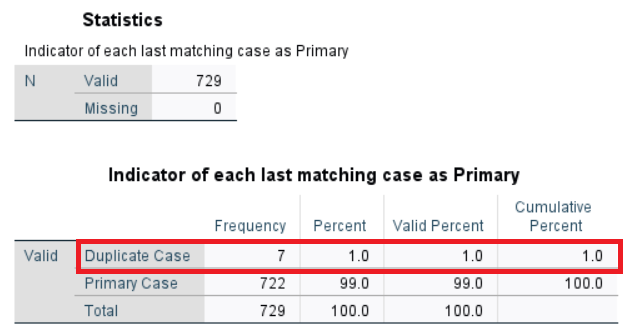 Statistics
Indicator of each last matching case as Primary
N Valid 729
Missing 0
Indicator of each last matching case as Primary
Frequency Percent Valid Percent Cumulative Percent
Valid Duplicate Case 7 1.0 1.0 1.0
Primary Case 722 99.0 99.0 100.0
Total 729 100.0 100.0